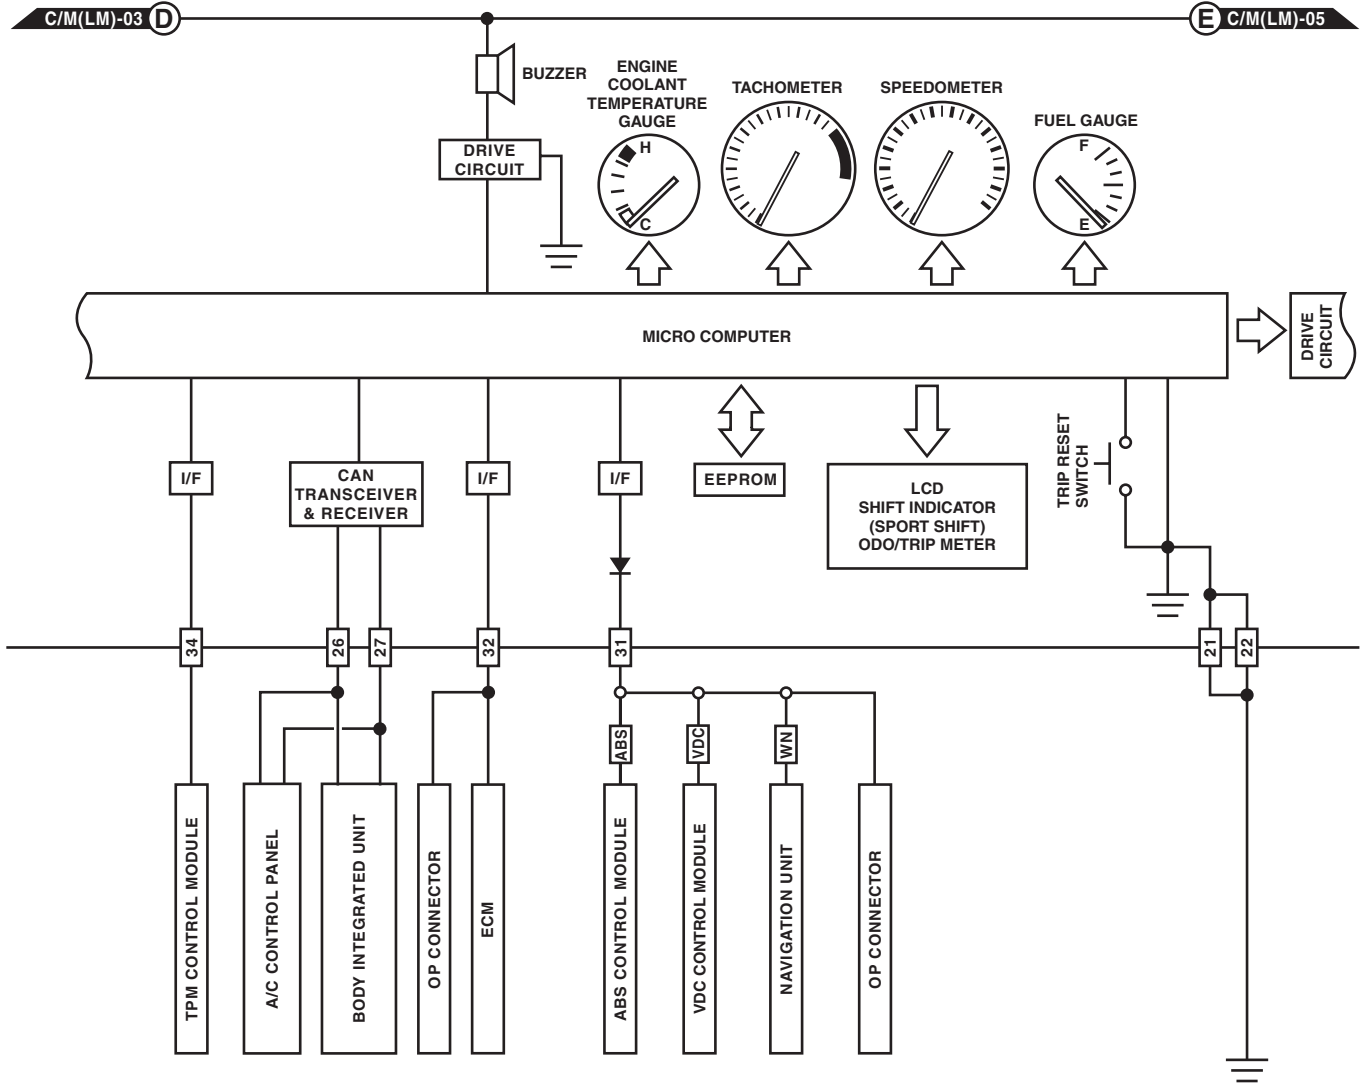 C/M(LM)-03 D
E C/M(LM)-05
BUZZER
ENGINE
COOLANT
TEMPERATURE
GAUGE
TACHOMETER
SPEEDOMETER
FUEL GAUGE
H
C
F
E
DRIVE
CIRCUIT
MICRO COMPUTER
DRIVE
CIRCUIT
I/F
CAN
TRANSCEIVER
& RECEIVER
I/F
I/F
EEPROM
LCD
SHIFT INDICATOR
(SPORT SHIFT)
ODO/TRIP METER
TRIP RESET
SWITCH
34
26
27
32
31
21
22
ABS
VDC
WN
TPM CONTROL MODULE
A/C CONTROL PANEL
BODY INTEGRATED UNIT
OP CONNECTOR
ECM
ABS CONTROL MODULE
VDC CONTROL MODULE
NAVIGATION UNIT
OP CONNECTOR